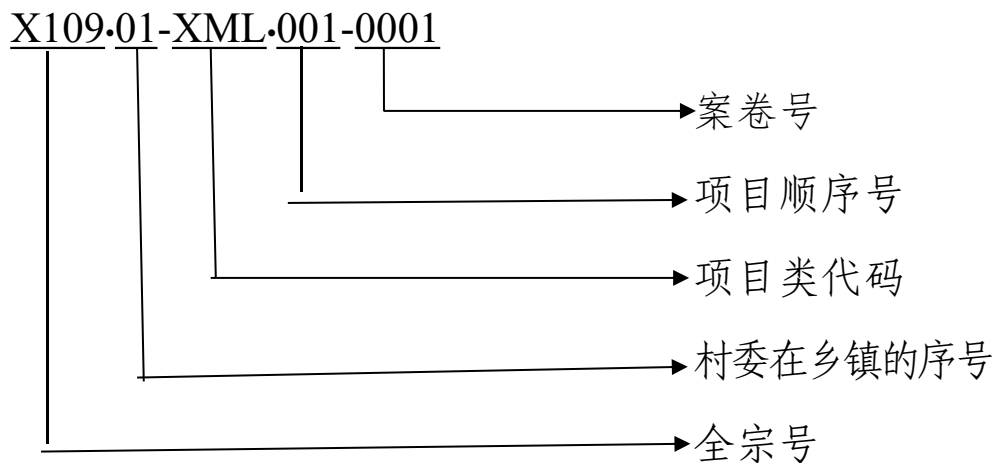 X109·01-XML·001-0001
案卷号
项目顺序号
项目类代码
村委在乡镇的序号
全宗号